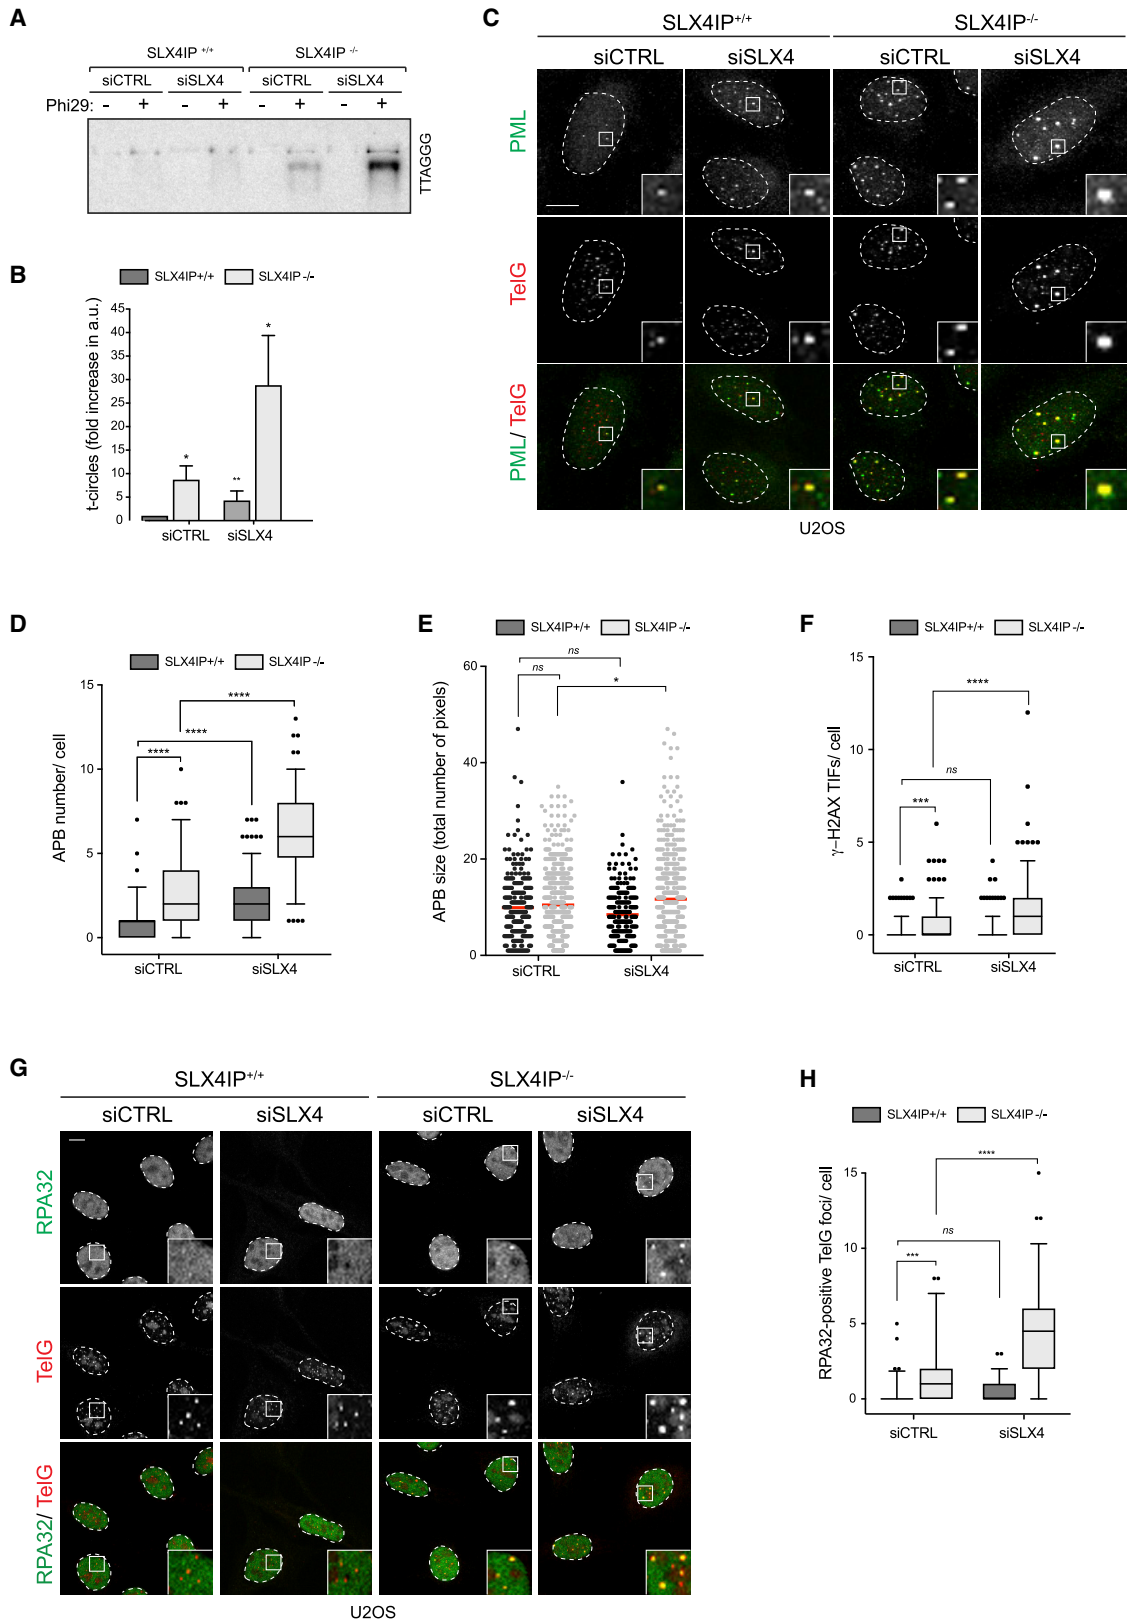 A
SLX4IP +/+ SLX4IP -/-
siCTRL siSLX4 siCTRL siSLX4
Phi29: - + - + - + - +
TTAGGG
B
SLX4IP+/+ SLX4IP-/-
t-circles (fold increase in a.u.)
45
40
35
30
25
20
15
10
5
0
* ** *
siCTRL siSLX4
C
SLX4IP+/+ SLX4IP-/-
siCTRL siSLX4 siCTRL siSLX4
PML
TelG
PML/ TelG
U2OS
D
SLX4IP+/+ SLX4IP-/-
APB number/ cell
15
10
5
0
****
****
****
siCTRL siSLX4
E
SLX4IP+/+ SLX4IP-/-
APB size (total number of pixels)
60
40
20
0
ns
ns
*
siCTRL siSLX4
F
SLX4IP+/+ SLX4IP-/-
γ-H2AX TIFs/ cell
15
10
5
0
****
ns
***
siCTRL siSLX4
G
SLX4IP+/+ SLX4IP-/-
siCTRL siSLX4 siCTRL siSLX4
RPA32
TelG
RPA32/ TelG
U2OS
H
SLX4IP+/+ SLX4IP-/-
RPA32-positive TelG foci/ cell
15
10
5
0
****
ns
***
siCTRL siSLX4